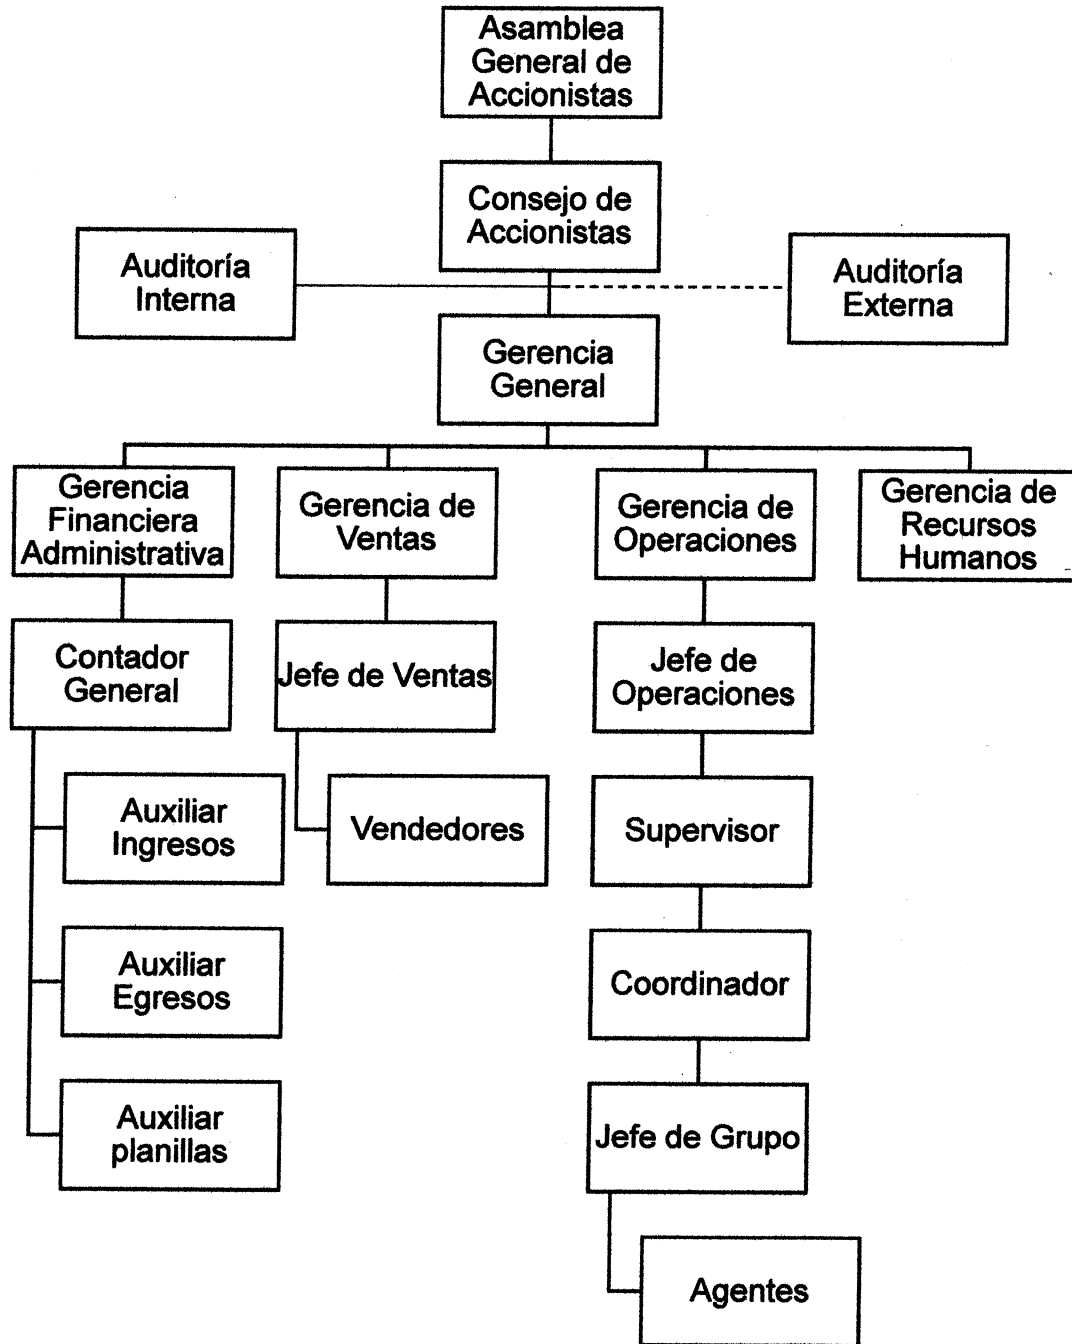 Asamblea
General de
Accionistas
Consejo de
Accionistas
Auditoría
Interna
Auditoría
Externa
Gerencia
General
Gerencia
Financiera
Administrativa
Gerencia de
Ventas
Gerencia de
Operaciones
Gerencia de
Recursos
Humanos
Contador
General
Jefe de Ventas
Jefe de
Operaciones
Auxiliar
Ingresos
Vendedores
Supervisor
Auxiliar
Egresos
Coordinador
Auxiliar
planillas
Jefe de Grupo
Agentes